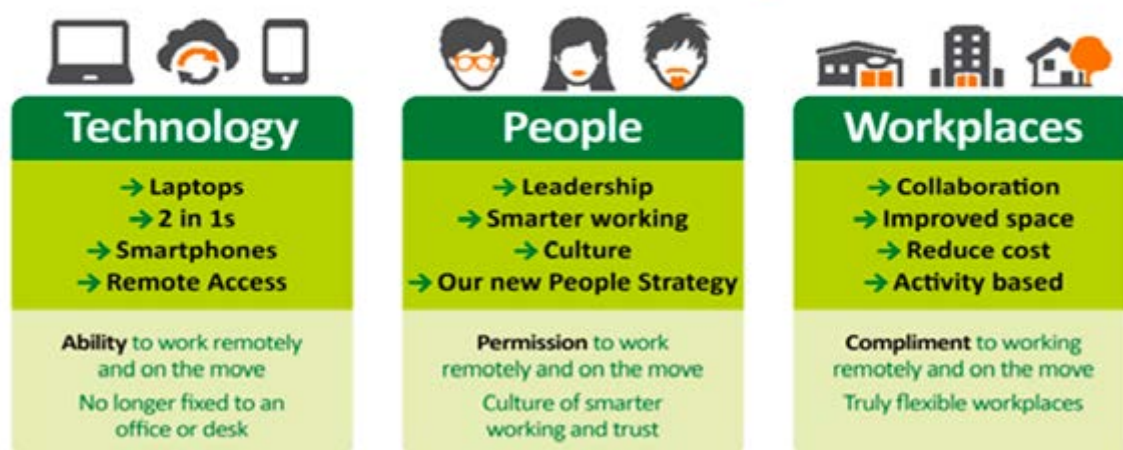 Technology
→ Laptops
→ 2 in 1s
→ Smartphones
→ Remote Access
Ability to work remotely
and on the move
No longer fixed to an
office or desk
People
→ Leadership
→ Smarter working
→ Culture
→ Our new People Strategy
Permission to work
remotely and on the move
Culture of smarter
working and trust
Workplaces
→ Collaboration
→ Improved space
→ Reduce cost
→ Activity based
Compliment to working
remotely and on the move
Truly flexible workplaces